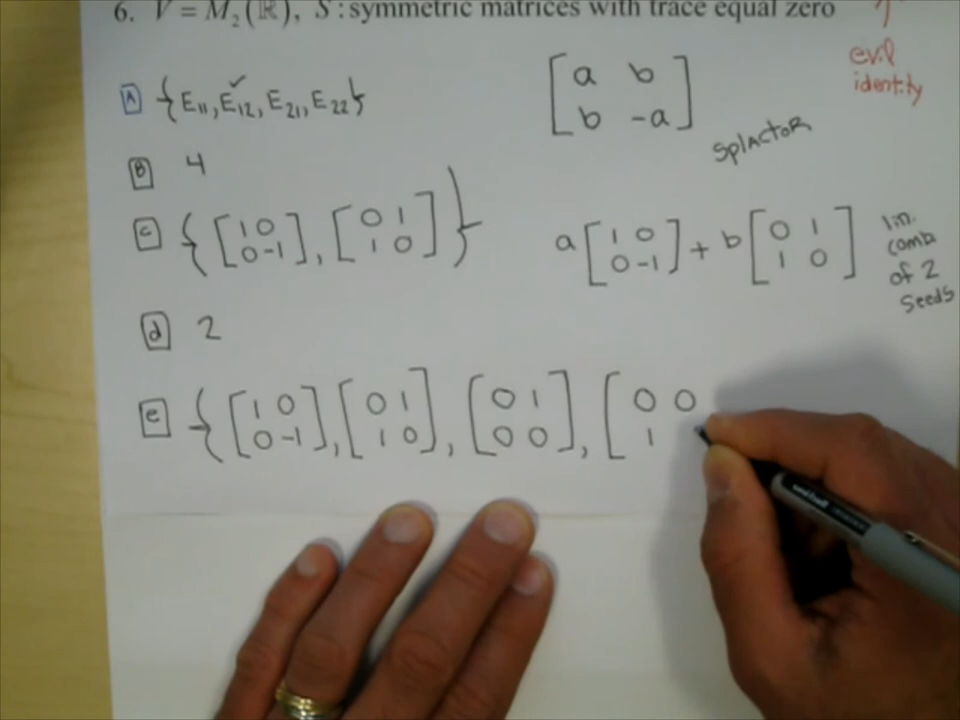 6. V = M₂(ℝ), S : symmetric matrices with trace equal zero
evil
identity
A {E₁₁, E₁₂, E₂₁, E₂₂} ✓
[a b
b -a]
SplActOR
B 4
C {[1 0
0 -1], [0 1
1 0]}
a[1 0
0 -1] + b[0 1
1 0]
lin.
comb
of 2
seeds
d 2
e {[1 0
0 -1], [0 1
1 0], [0 1
0 0], [0 0
1